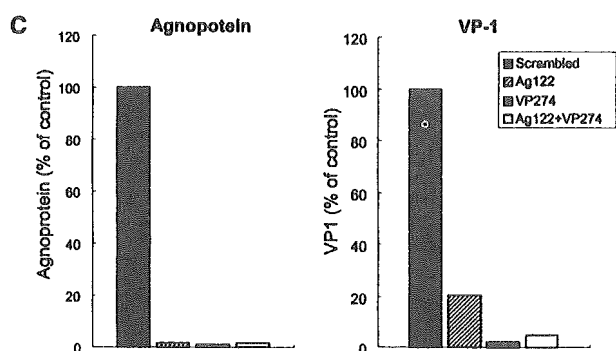 C
Agnopotein
120
100
80
60
40
20
0
Agnoprotein (% of control)
VP-1
120
100
80
60
40
20
0
VP1 (% of control)
Scrambled
Ag122
VP274
Ag122+VP274